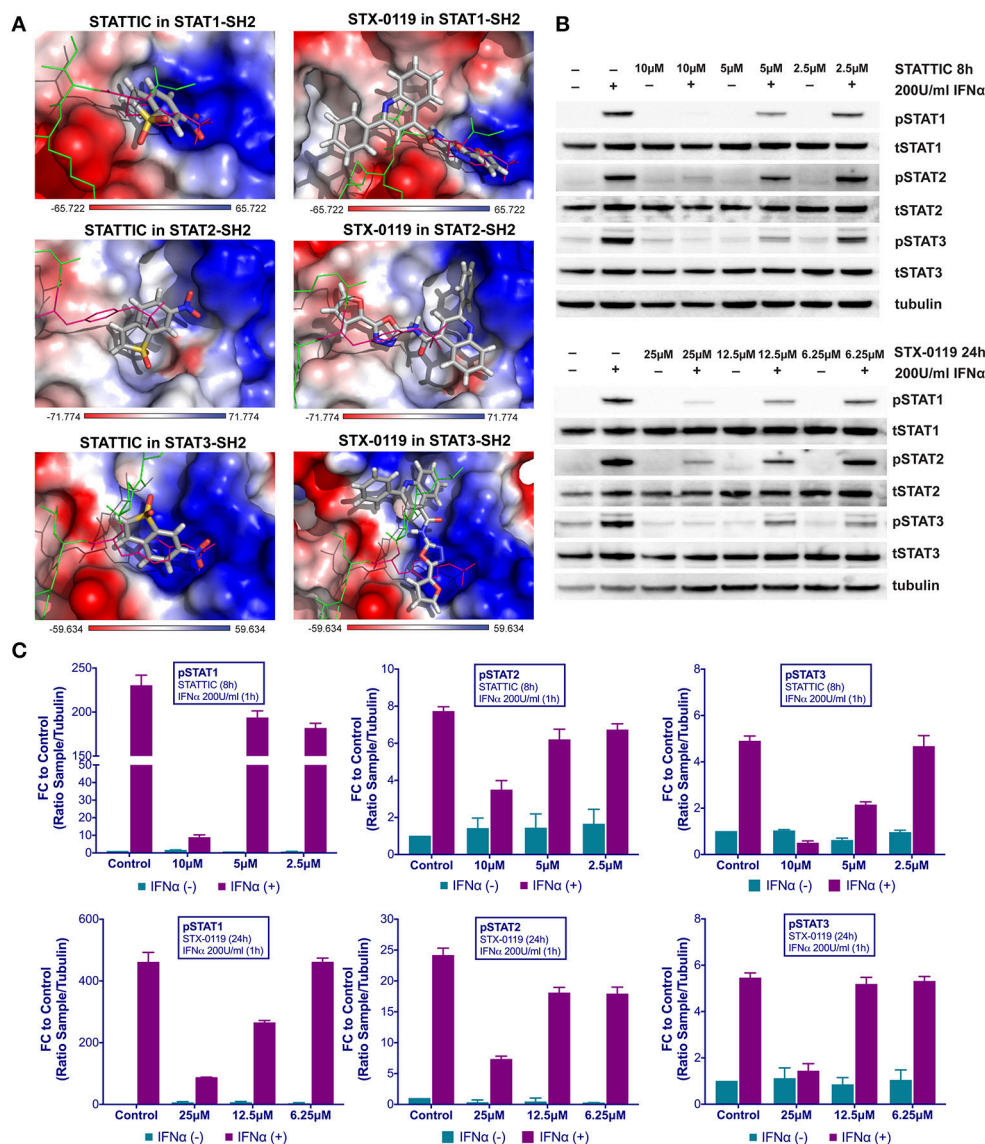 A
STATTIC in STAT1-SH2
STX-0119 in STAT1-SH2
-65.722 65.722
-65.722 65.722
STATTIC in STAT2-SH2
STX-0119 in STAT2-SH2
-71.774 71.774
-71.774 71.774
STATTIC in STAT3-SH2
STX-0119 in STAT3-SH2
-59.634 59.634
-59.634 59.634
B
– – 10µM 10µM 5µM 5µM 2.5µM 2.5µM STATTIC 8h
– + – + – + – + 200U/ml IFNα
pSTAT1
tSTAT1
pSTAT2
tSTAT2
pSTAT3
tSTAT3
tubulin
– – 25µM 25µM 12.5µM 12.5µM 6.25µM 6.25µM STX-0119 24h
– + – + – + – + 200U/ml IFNα
pSTAT1
tSTAT1
pSTAT2
tSTAT2
pSTAT3
tSTAT3
tubulin
C
FC to Control
(Ratio Sample/Tubulin)
250
200
150
50
40
30
20
10
0
pSTAT1
STATTIC (8h)
IFNα 200U/ml (1h)
Control 10µM 5µM 2.5µM
IFNα (-) IFNα (+)
FC to Control
(Ratio Sample/Tubulin)
10
8
6
4
2
0
pSTAT2
STATTIC (8h)
IFNα 200U/ml (1h)
Control 10µM 5µM 2.5µM
IFNα (-) IFNα (+)
FC to Control
(Ratio Sample/Tubulin)
8
6
4
2
0
pSTAT3
STATTIC (8h)
IFNα 200U/ml (1h)
Control 10µM 5µM 2.5µM
IFNα (-) IFNα (+)
FC to Control
(Ratio Sample/Tubulin)
600
400
200
0
pSTAT1
STX-0119 (24h)
IFNα 200U/ml (1h)
Control 25µM 12.5µM 6.25µM
IFNα (-) IFNα (+)
FC to Control
(Ratio Sample/Tubulin)
30
25
20
15
10
5
0
pSTAT2
STX-0119 (24h)
IFNα 200U/ml (1h)
Control 25µM 12.5µM 6.25µM
IFNα (-) IFNα (+)
FC to Control
(Ratio Sample/Tubulin)
8
6
4
2
0
pSTAT3
STX-0119 (24h)
IFNα 200U/ml (1h)
Control 25µM 12.5µM 6.25µM
IFNα (-) IFNα (+)